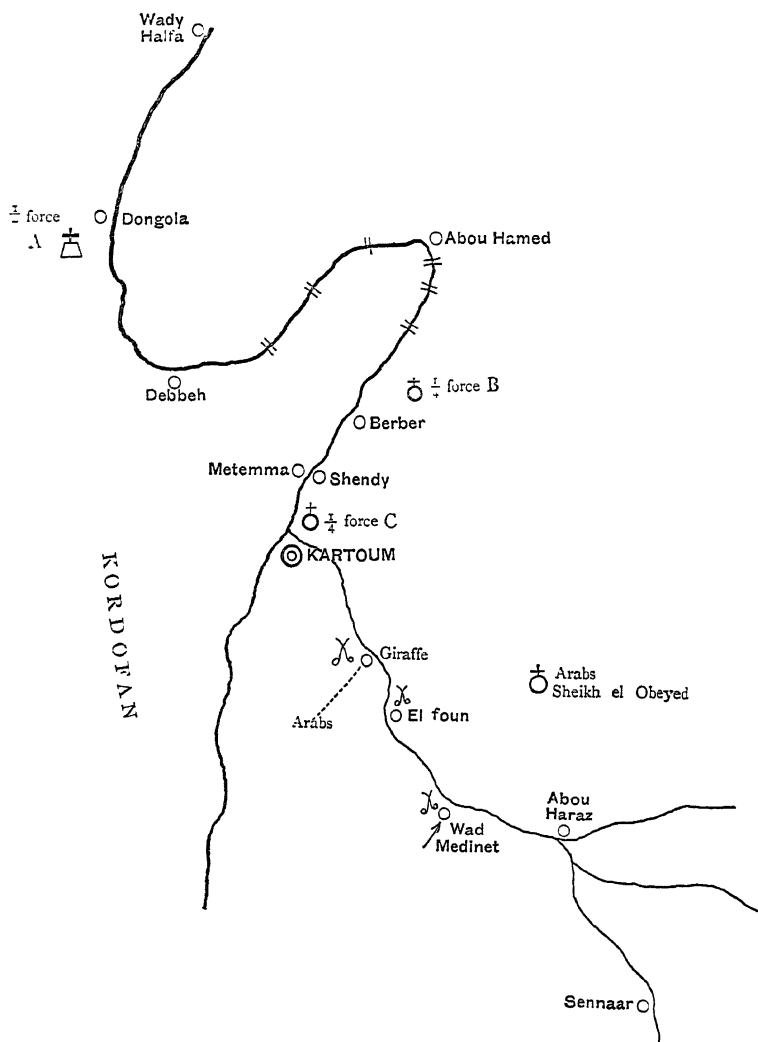 Wady
Halfa
½ force
A
Dongola
Abou Hamed
Debbeh
¼ force B
Berber
Metemma
Shendy
¼ force C
KARTOUM
KORDOFAN
Giraffe
Arabs
El foun
Arabs
Sheikh el Obeyed
Wad
Medinet
Abou
Haraz
Sennaar